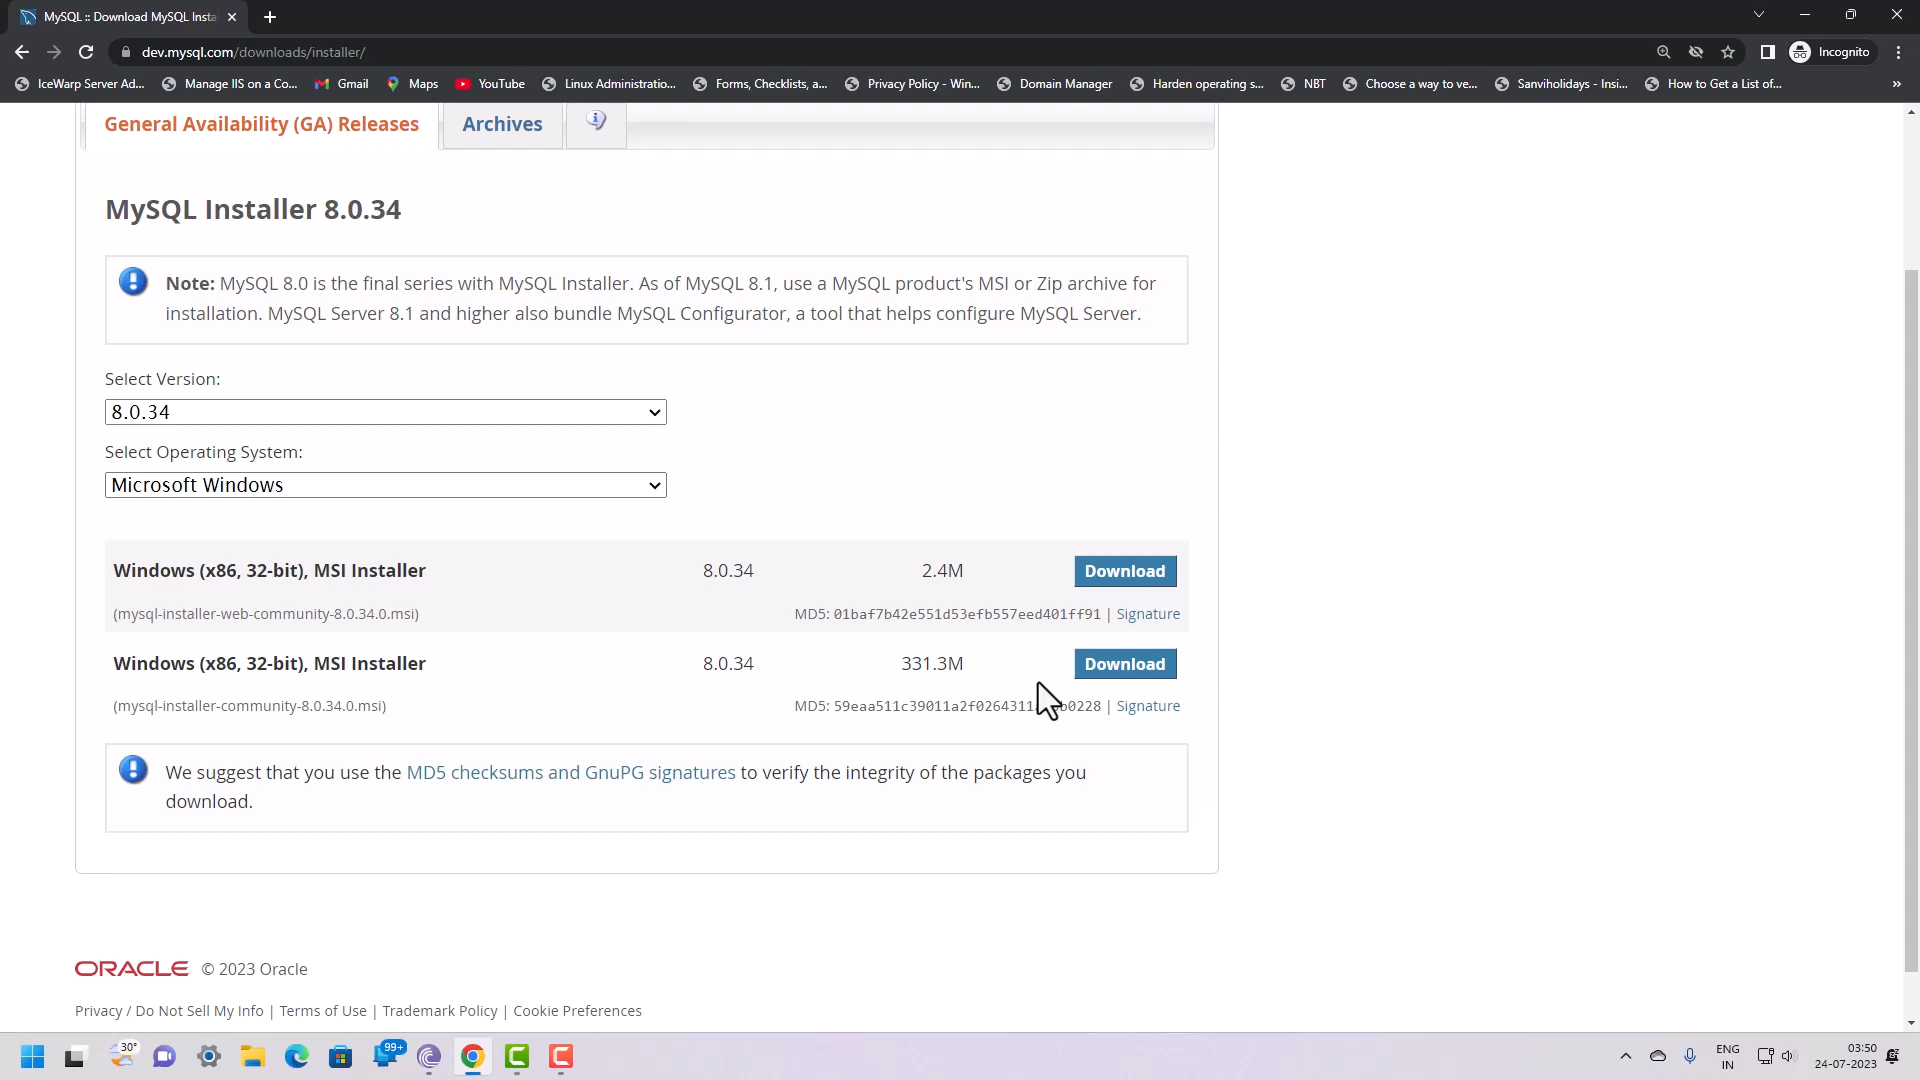 MySQL :: Download MySQL Insta
dev.mysql.com/downloads/installer/
Incognito
IceWarp Server Ad...
Manage IIS on a Co...
Gmail
Maps
YouTube
Linux Administratio...
Forms, Checklists, a...
Privacy Policy - Win...
Domain Manager
Harden operating s...
NBT
Choose a way to ve...
Sanviholidays - Insi...
How to Get a List of...
»
General Availability (GA) Releases
Archives
MySQL Installer 8.0.34
Note: MySQL 8.0 is the final series with MySQL Installer. As of MySQL 8.1, use a MySQL product's MSI or Zip archive for
installation. MySQL Server 8.1 and higher also bundle MySQL Configurator, a tool that helps configure MySQL Server.
Select Version:
8.0.34
Select Operating System:
Microsoft Windows
Windows (x86, 32-bit), MSI Installer 8.0.34 2.4M Download
(mysql-installer-web-community-8.0.34.0.msi) MD5: 01baf7b42e551d53efb557eed401ff91 | Signature
Windows (x86, 32-bit), MSI Installer 8.0.34 331.3M Download
(mysql-installer-community-8.0.34.0.msi) MD5: | Signature
We suggest that you use the MD5 checksums and GnuPG signatures to verify the integrity of the packages you
download.
ORACLE © 2023 Oracle
Privacy / Do Not Sell My Info | Terms of Use | Trademark Policy | Cookie Preferences
30°
99+
ENG
IN
03:50
24-07-2023